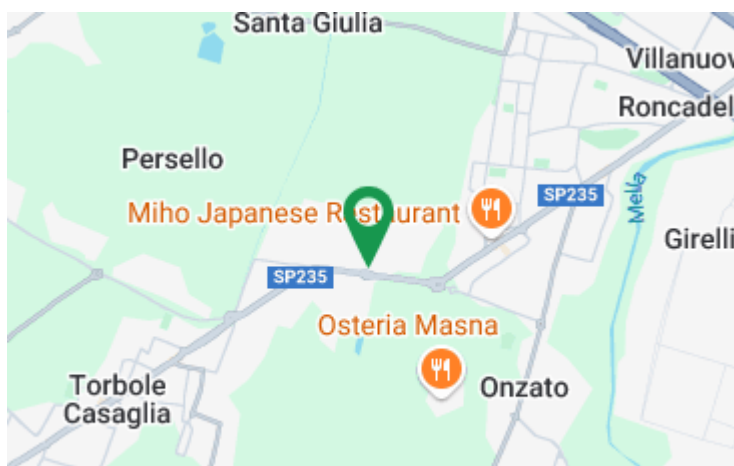 Santa Giulia
Villanuov
Roncadel
Persello
Miho Japanese Restaurant
SP235
Mella
Girelli
SP235
Osteria Masna
Torbole
Casaglia
Onzato